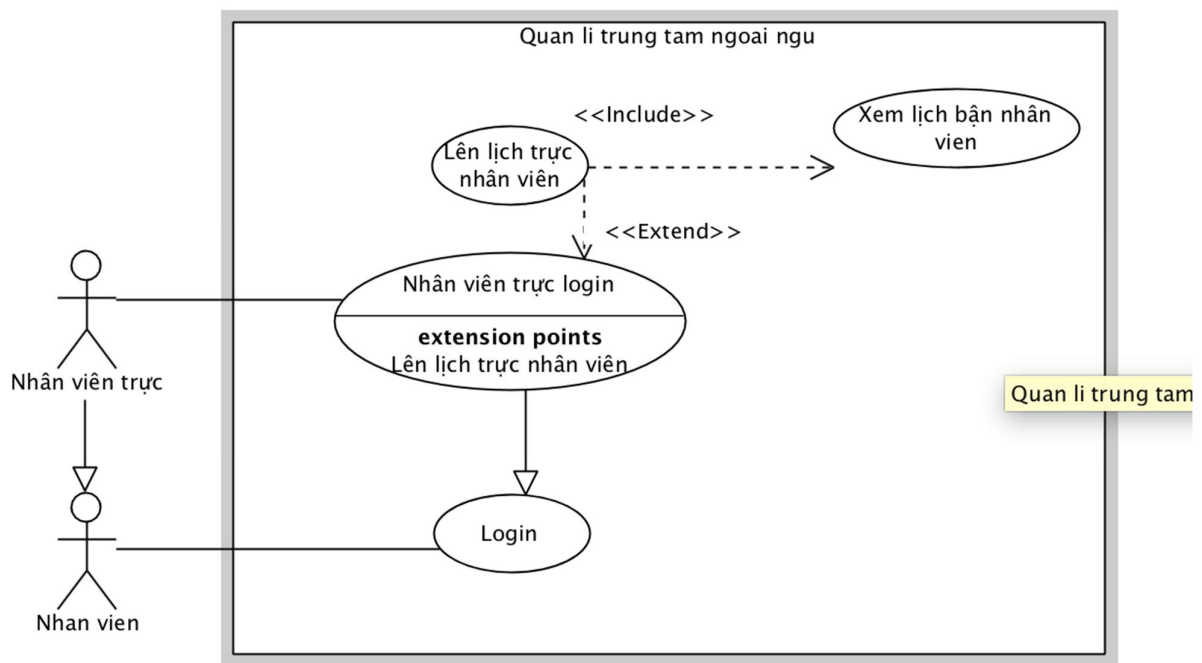 Quan li trung tam ngoai ngu
<<Include>>
Xem lịch bận nhân
vien
Lên lịch trực
nhân viên
<<Extend>>
Nhân viên trực login
extension points
Lên lịch trực nhân viên
Nhân viên trực
Quan li trung tam
Login
Nhan vien